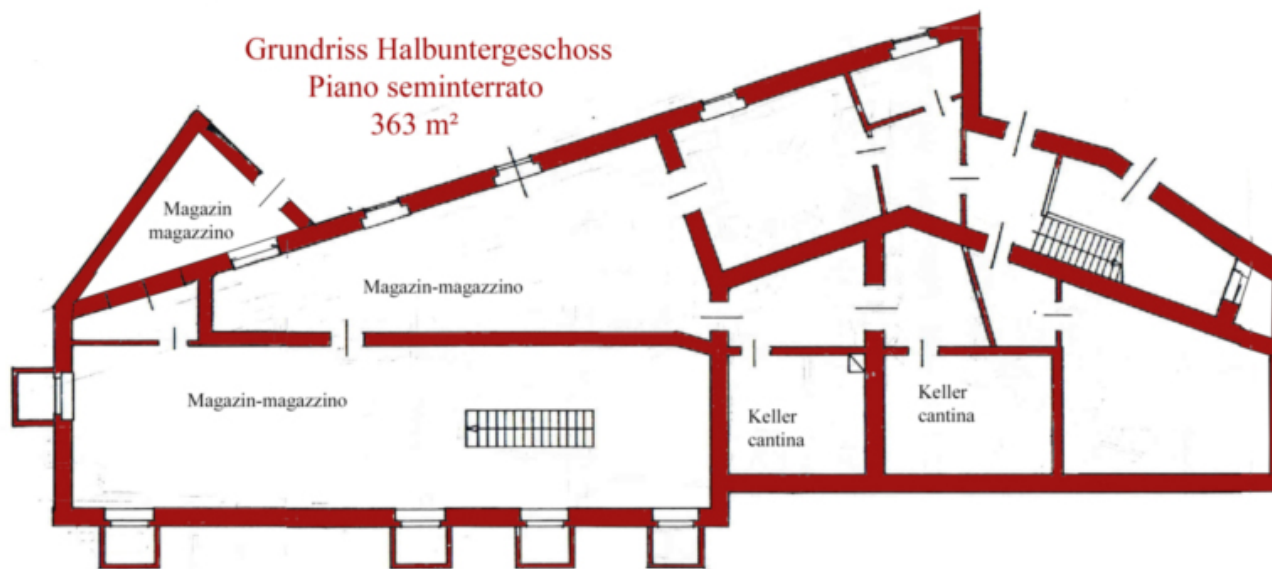 Grundriss Halbuntergeschoss
Piano seminterrato
363 m²
Magazin
magazzino
Magazin-magazzino
Magazin-magazzino
Keller
cantina
Keller
cantina